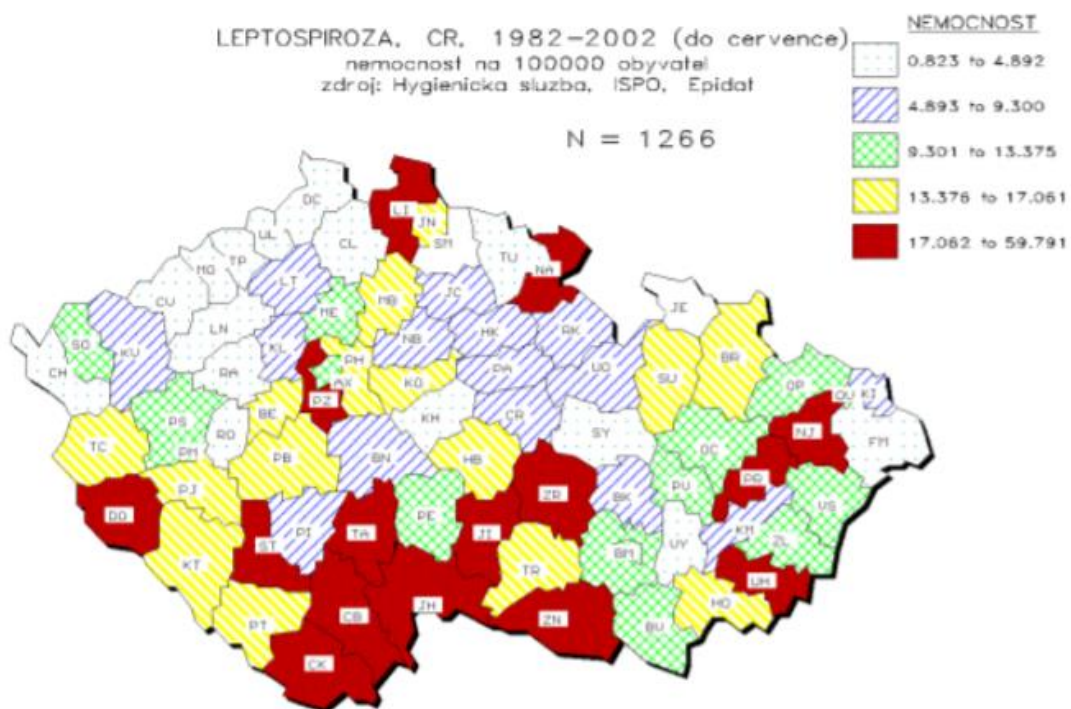 LEPTOSPIROZA, CR, 1982-2002 (do cervence)
nemocnost na 100000 obyvatel
zdroj: Hygienicka sluzba, ISPO, Epidat
N = 1266
NEMOCNOST
0.823 to 4.892
4.893 to 9.300
9.301 to 13.375
13.376 to 17.061
17.062 to 59.791
DC
LI
JN
UL
CL
SM
TU
NA
TP
MO
LT
CU
ME
MB
JC
JE
LN
SO
KU
KL
NB
HK
RK
BR
CH
RA
PH
AX
KO
PA
UO
SU
OP
KI
PZ
BE
PS
KH
CR
SY
OC
NJ
FM
TC
PM
RO
PB
BN
HB
PR
PJ
PE
ZR
BK
PU
VS
DO
ST
PI
TA
JI
BM
UY
KM
ZL
KT
TR
UH
PT
CB
JH
ZN
BU
HO
CK